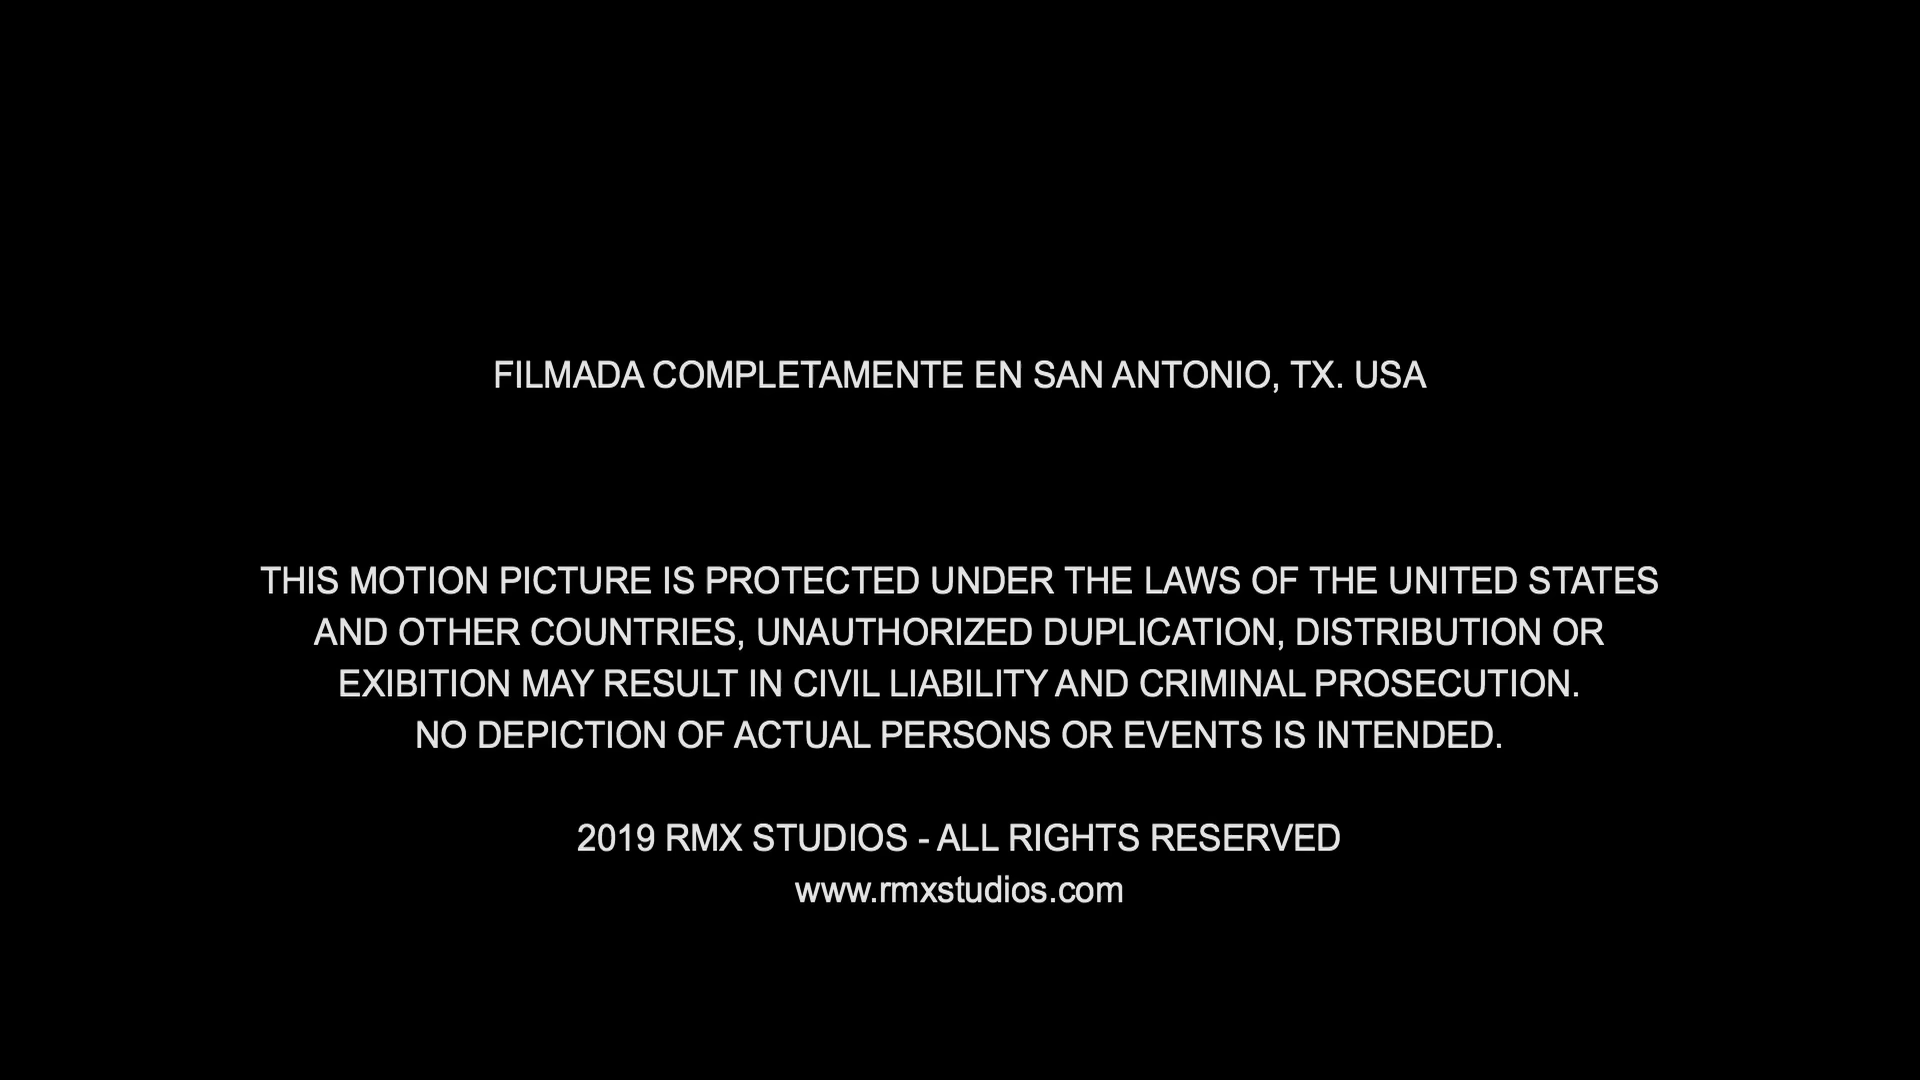 FILMADA COMPLETAMENTE EN SAN ANTONIO, TX. USA
THIS MOTION PICTURE IS PROTECTED UNDER THE LAWS OF THE UNITED STATES
AND OTHER COUNTRIES, UNAUTHORIZED DUPLICATION, DISTRIBUTION OR
EXIBITION MAY RESULT IN CIVIL LIABILITY AND CRIMINAL PROSECUTION.
NO DEPICTION OF ACTUAL PERSONS OR EVENTS IS INTENDED.
2019 RMX STUDIOS - ALL RIGHTS RESERVED
www.rmxstudios.com